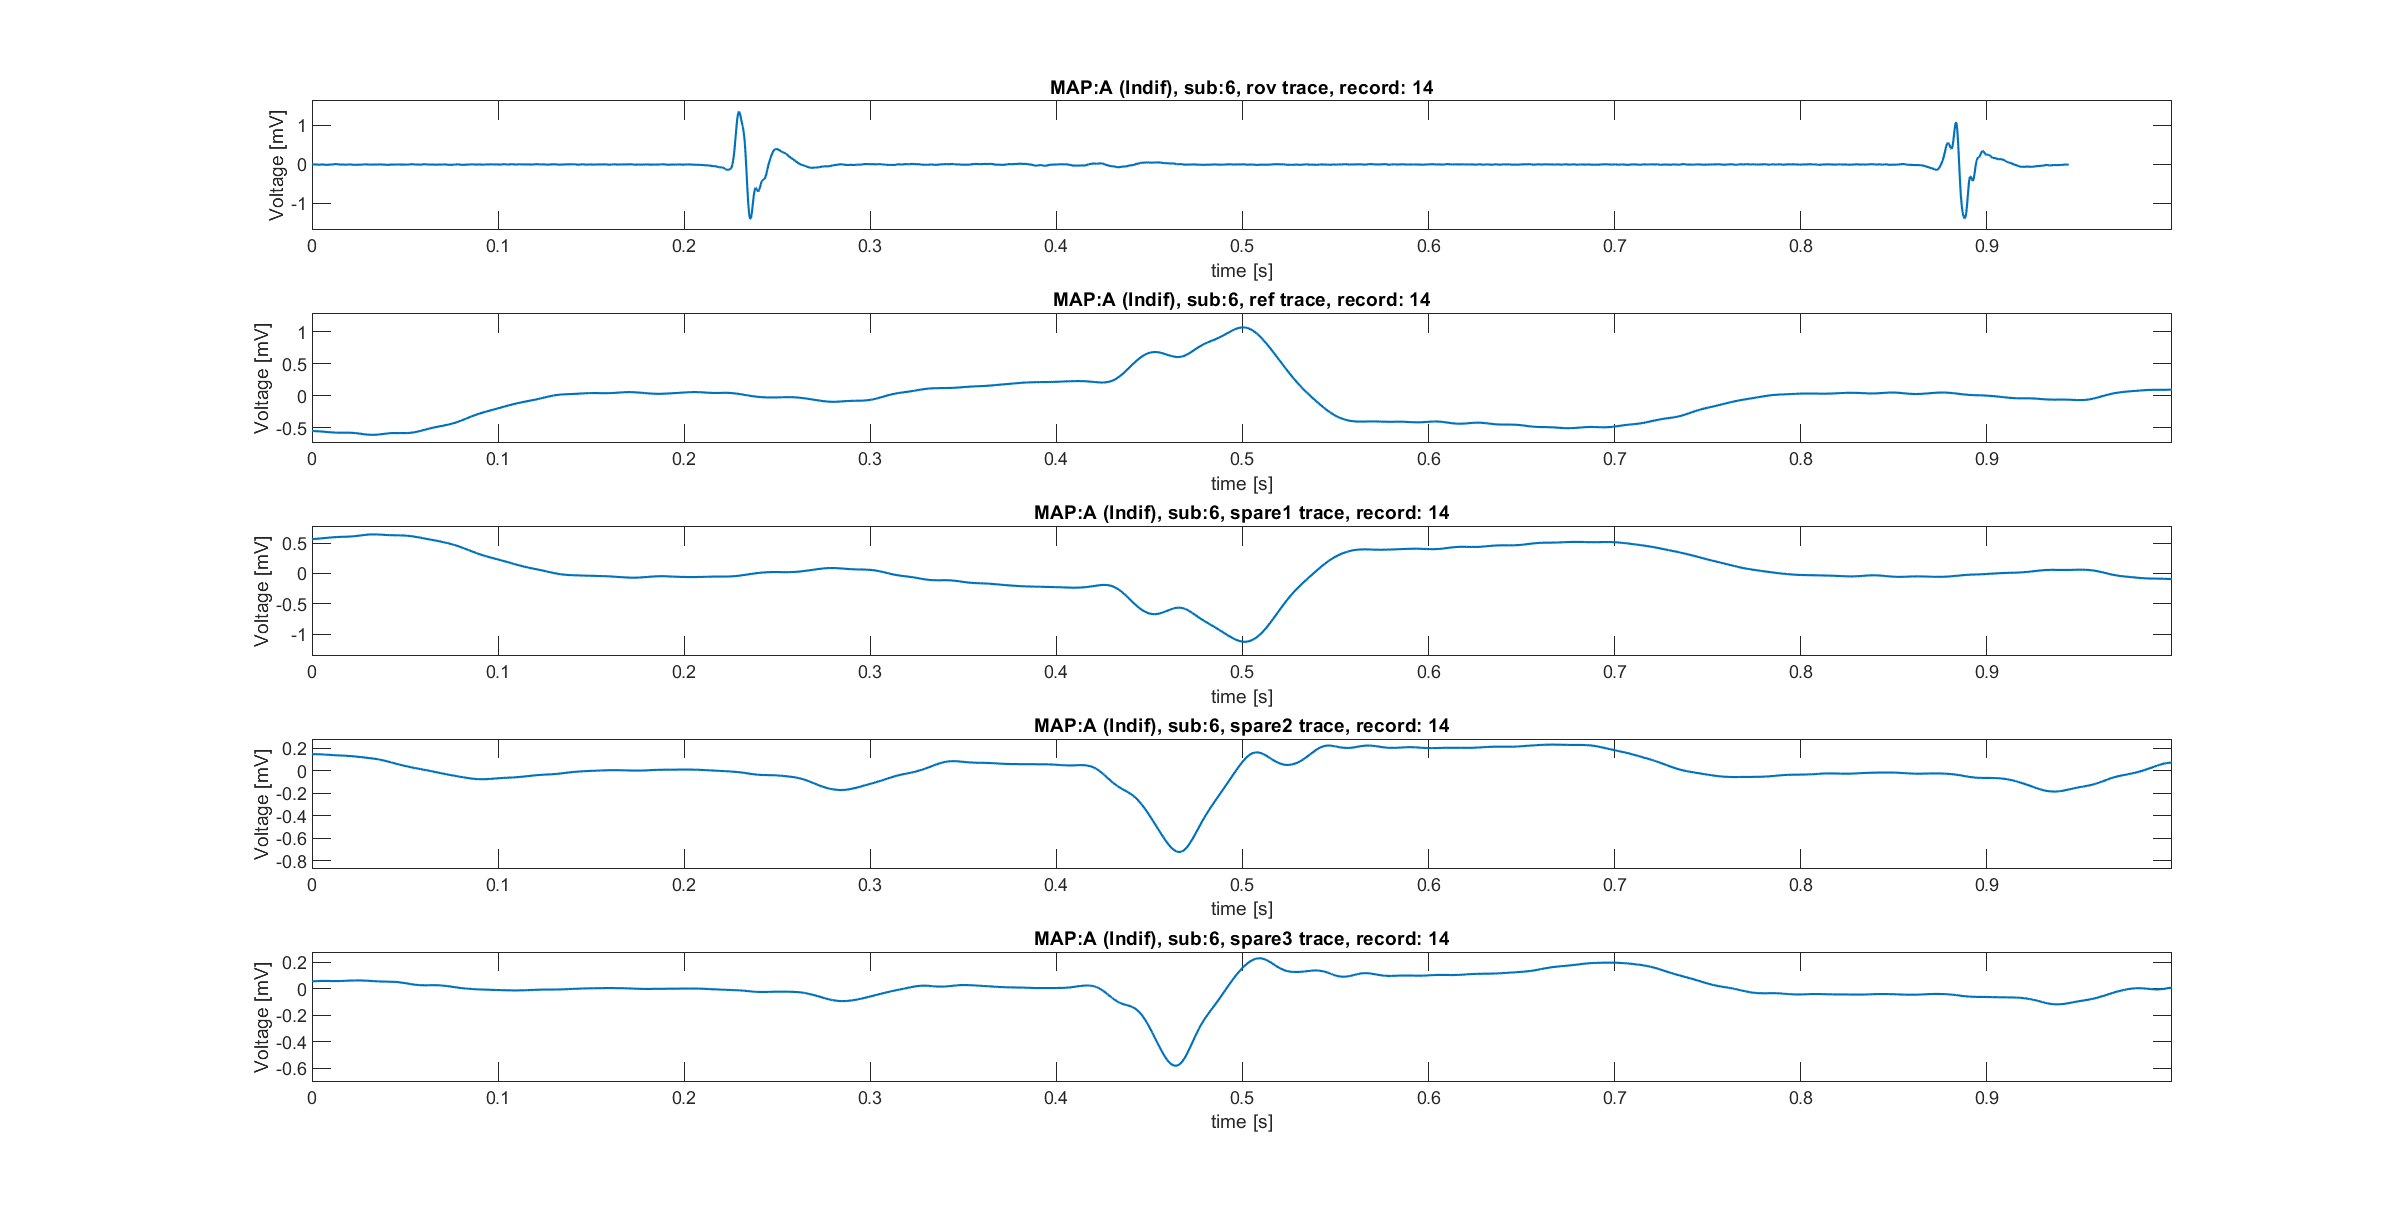 MAP:A (Indif), sub:6, rov trace, record: 14
Voltage [mV]
1
0
-1
0 0.1 0.2 0.3 0.4 0.5 0.6 0.7 0.8 0.9
time [s]
MAP:A (Indif), sub:6, ref trace, record: 14
Voltage [mV]
1
0.5
0
-0.5
0 0.1 0.2 0.3 0.4 0.5 0.6 0.7 0.8 0.9
time [s]
MAP:A (Indif), sub:6, spare1 trace, record: 14
Voltage [mV]
0.5
0
-0.5
-1
0 0.1 0.2 0.3 0.4 0.5 0.6 0.7 0.8 0.9
time [s]
MAP:A (Indif), sub:6, spare2 trace, record: 14
Voltage [mV]
0.2
0
-0.2
-0.4
-0.6
-0.8
0 0.1 0.2 0.3 0.4 0.5 0.6 0.7 0.8 0.9
time [s]
MAP:A (Indif), sub:6, spare3 trace, record: 14
Voltage [mV]
0.2
0
-0.2
-0.4
-0.6
0 0.1 0.2 0.3 0.4 0.5 0.6 0.7 0.8 0.9
time [s]